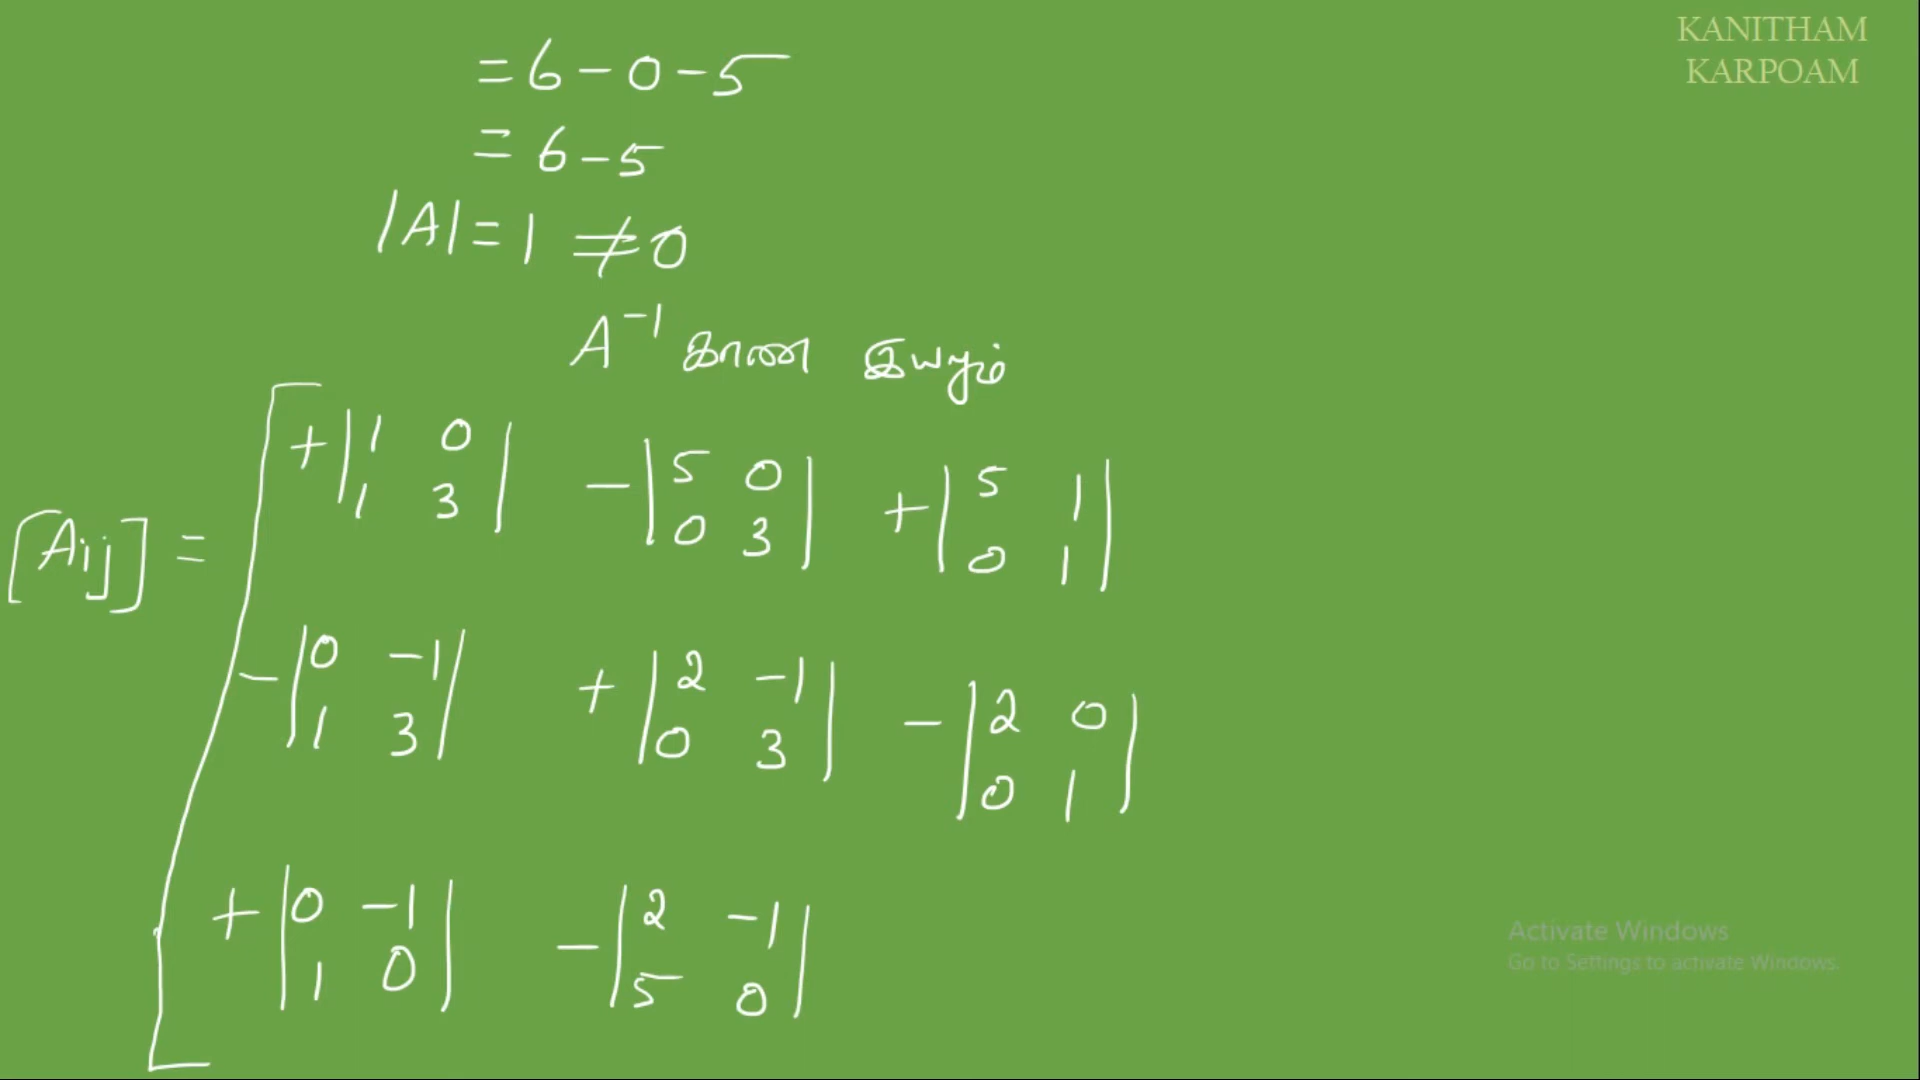 KANITHAM
KARPOAM
= 6 - 0 - 5
= 6 - 5
|A| = 1 ≠ 0
A⁻¹ காண இயலும்
[Aij] =
+ |1 0| - |5 0| + |5 1|
|1 3| |0 3| |0 1|
- |0 -1| + |2 -1| - |2 0|
|1 3| |0 3| |0 1|
+ |0 -1| - |2 -1|
|1 0| |5 0|
Activate Windows
Go to Settings to activate Windows.